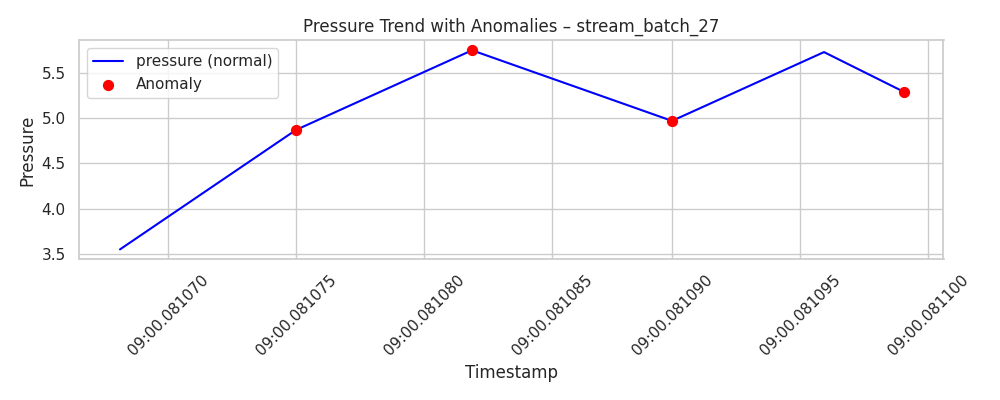 Pressure Trend with Anomalies – stream_batch_27
pressure (normal)
Anomaly
Pressure
5.5
5.0
4.5
4.0
3.5
09:00.081070
09:00.081075
09:00.081080
09:00.081085
09:00.081090
09:00.081095
09:00.081100
Timestamp